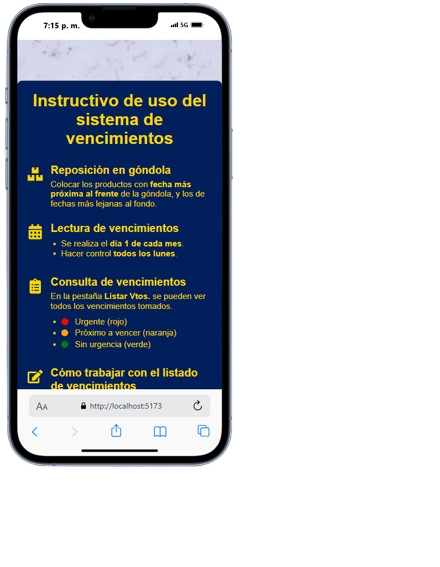 7:15 p. m.
5G
Instructivo de uso del
sistema de
vencimientos
Reposición en góndola
Colocar los productos con fecha más
próxima al frente de la góndola, y los de
fechas más lejanas al fondo.
Lectura de vencimientos
• Se realiza el día 1 de cada mes.
• Hacer control todos los lunes.
Consulta de vencimientos
En la pestaña Listar Vtos. se pueden ver
todos los vencimientos tomados.
• Urgente (rojo)
• Próximo a vencer (naranja)
• Sin urgencia (verde)
Cómo trabajar con el listado
de vencimientos
AA http://localhost:5173